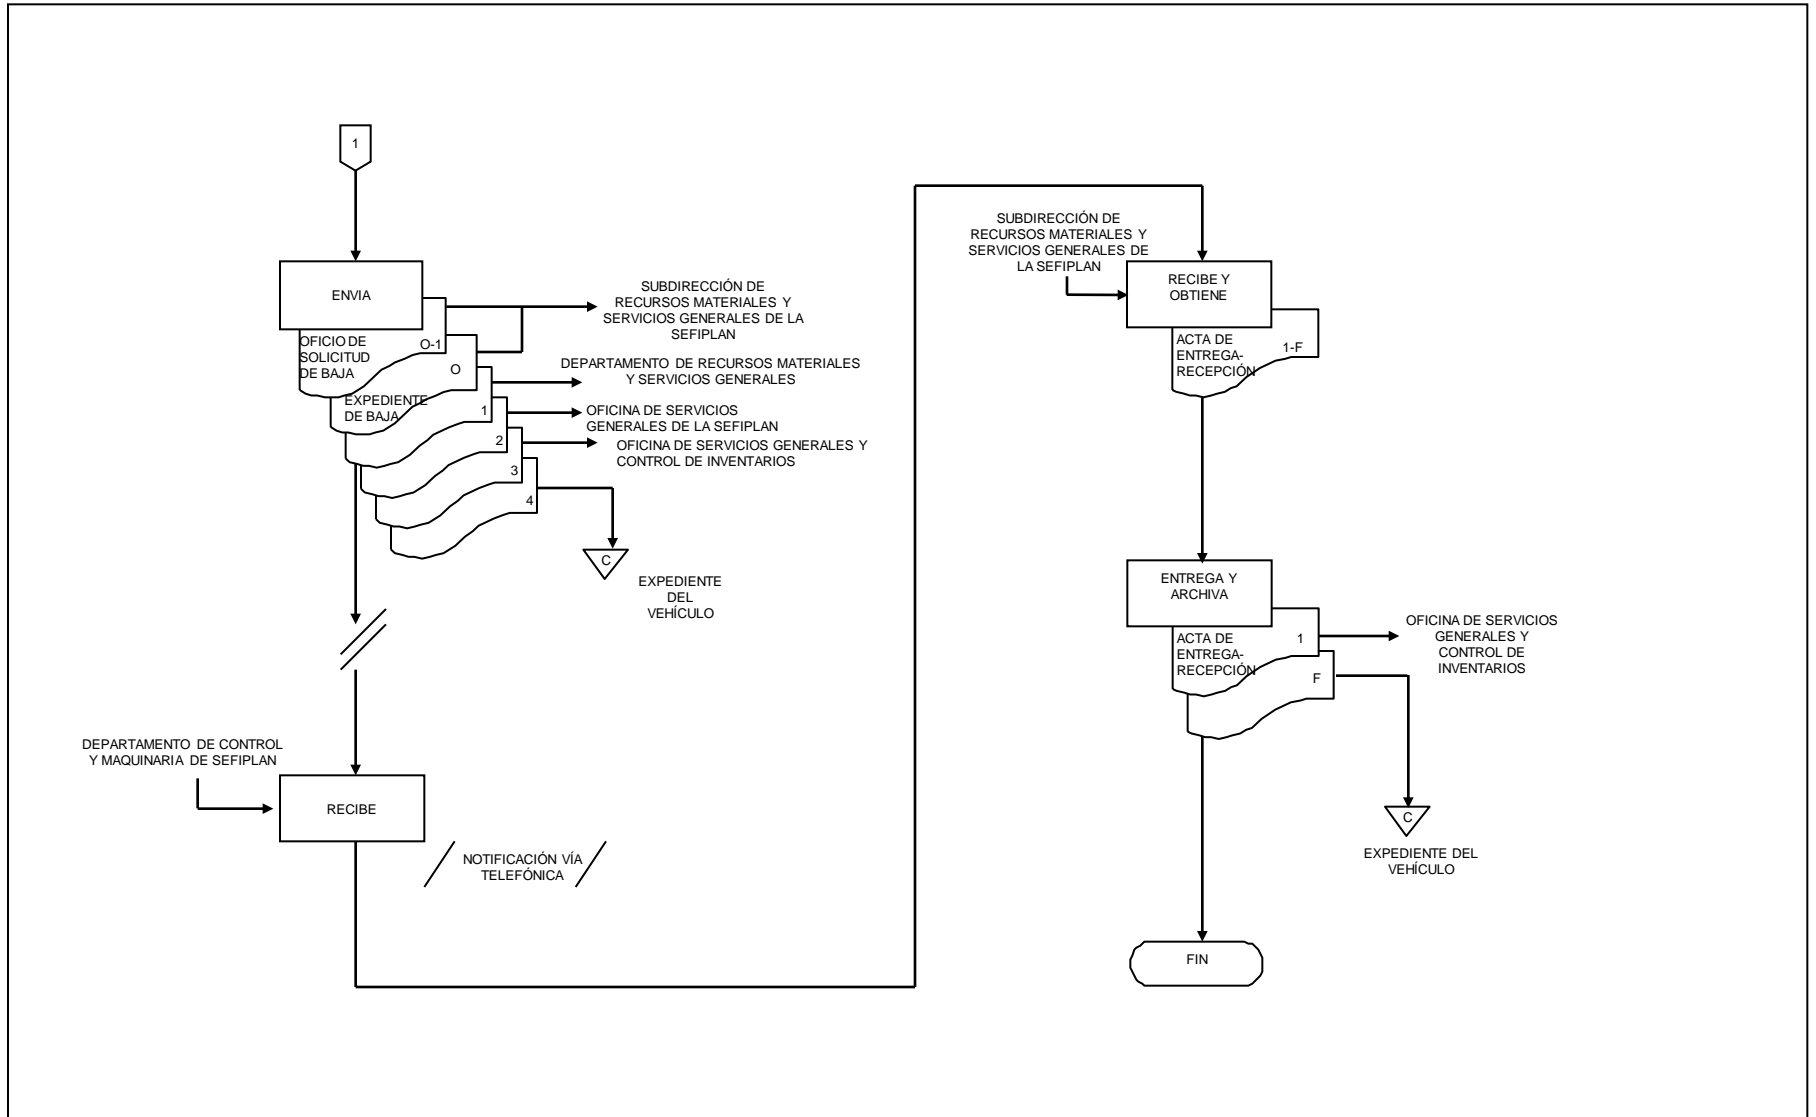 1
ENVIA
OFICIO DE
SOLICITUD
DE BAJA
O-1
SUBDIRECCIÓN DE
RECURSOS MATERIALES Y
SERVICIOS GENERALES DE LA
SEFIPLAN
EXPEDIENTE
DE BAJA
O
1
DEPARTAMENTO DE RECURSOS MATERIALES
Y SERVICIOS GENERALES
2
OFICINA DE SERVICIOS
GENERALES DE LA SEFIPLAN
3
OFICINA DE SERVICIOS GENERALES Y
CONTROL DE INVENTARIOS
4
C
EXPEDIENTE
DEL
VEHÍCULO
DEPARTAMENTO DE CONTROL
Y MAQUINARIA DE SEFIPLAN
RECIBE
NOTIFICACIÓN VÍA
TELEFÓNICA
SUBDIRECCIÓN DE
RECURSOS MATERIALES Y
SERVICIOS GENERALES DE
LA SEFIPLAN
RECIBE Y
OBTIENE
ACTA DE
ENTREGA-
RECEPCIÓN
1-F
ENTREGA Y
ARCHIVA
ACTA DE
ENTREGA-
RECEPCIÓN
1
OFICINA DE SERVICIOS
GENERALES Y
CONTROL DE
INVENTARIOS
F
C
EXPEDIENTE DEL
VEHÍCULO
FIN